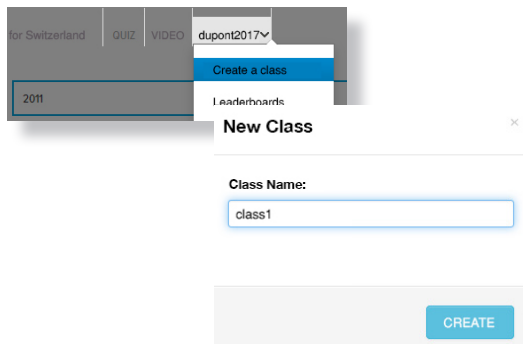 for Switzerland QUIZ VIDEO dupont2017
Create a class
2011
Leaderboards
New Class ×
Class Name:
class1
CREATE